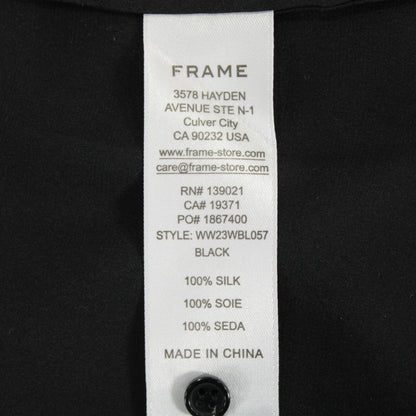 FRAME
3578 HAYDEN
AVENUE STE N-1
Culver City
CA 90232 USA
www.frame-store.com
care@frame-store.com
RN# 139021
CA# 19371
PO# 1867400
STYLE: WW23WBL057
BLACK
100% SILK
100% SOIE
100% SEDA
MADE IN CHINA